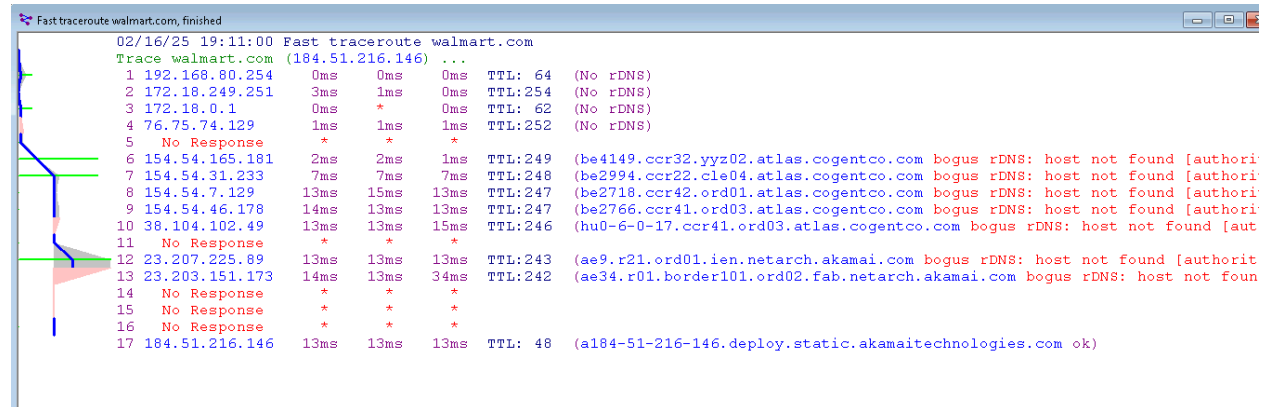 Fast traceroute walmart.com, finished
02/16/25 19:11:00 Fast traceroute walmart.com
Trace walmart.com (184.51.216.146) ...
1 192.168.80.254 0ms 0ms 0ms TTL: 64 (No rDNS)
2 172.18.249.251 3ms 1ms 0ms TTL:254 (No rDNS)
3 172.18.0.1 0ms * 0ms TTL: 62 (No rDNS)
4 76.75.74.129 1ms 1ms 1ms TTL:252 (No rDNS)
5 No Response * * *
6 154.54.165.181 2ms 2ms 1ms TTL:249 (be4149.ccr32.yyz02.atlas.cogentco.com bogus rDNS: host not found [authori
7 154.54.31.233 7ms 7ms 7ms TTL:248 (be2994.ccr22.cle04.atlas.cogentco.com bogus rDNS: host not found [authori
8 154.54.7.129 13ms 15ms 13ms TTL:247 (be2718.ccr42.ord01.atlas.cogentco.com bogus rDNS: host not found [authori
9 154.54.46.178 14ms 13ms 13ms TTL:247 (be2766.ccr41.ord03.atlas.cogentco.com bogus rDNS: host not found [authori
10 38.104.102.49 13ms 13ms 15ms TTL:246 (hu0-6-0-17.ccr41.ord03.atlas.cogentco.com bogus rDNS: host not found [aut
11 No Response * * *
12 23.207.225.89 13ms 13ms 13ms TTL:243 (ae9.r21.ord01.ien.netarch.akamai.com bogus rDNS: host not found [authorit
13 23.203.151.173 14ms 13ms 34ms TTL:242 (ae34.r01.border101.ord02.fab.netarch.akamai.com bogus rDNS: host not foun
14 No Response * * *
15 No Response * * *
16 No Response * * *
17 184.51.216.146 13ms 13ms 13ms TTL: 48 (a184-51-216-146.deploy.static.akamaitechnologies.com ok)